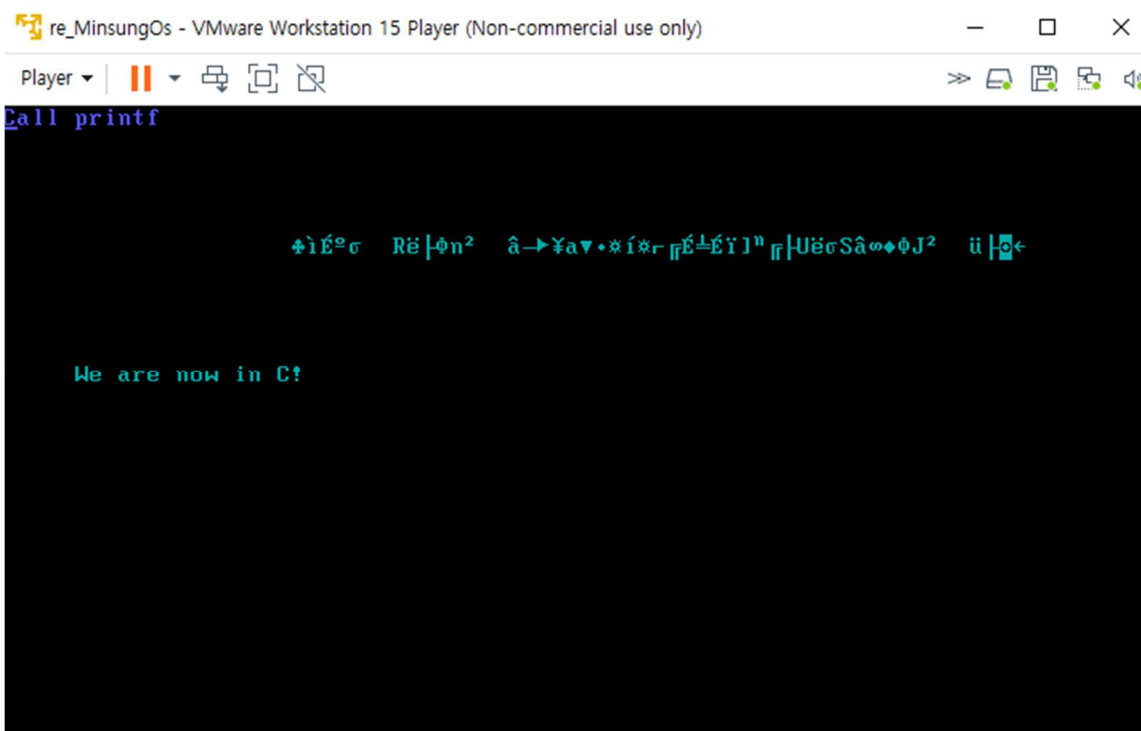 re_MinsungOs - VMware Workstation 15 Player (Non-commercial use only)
Player
Call printf
We are now in C!